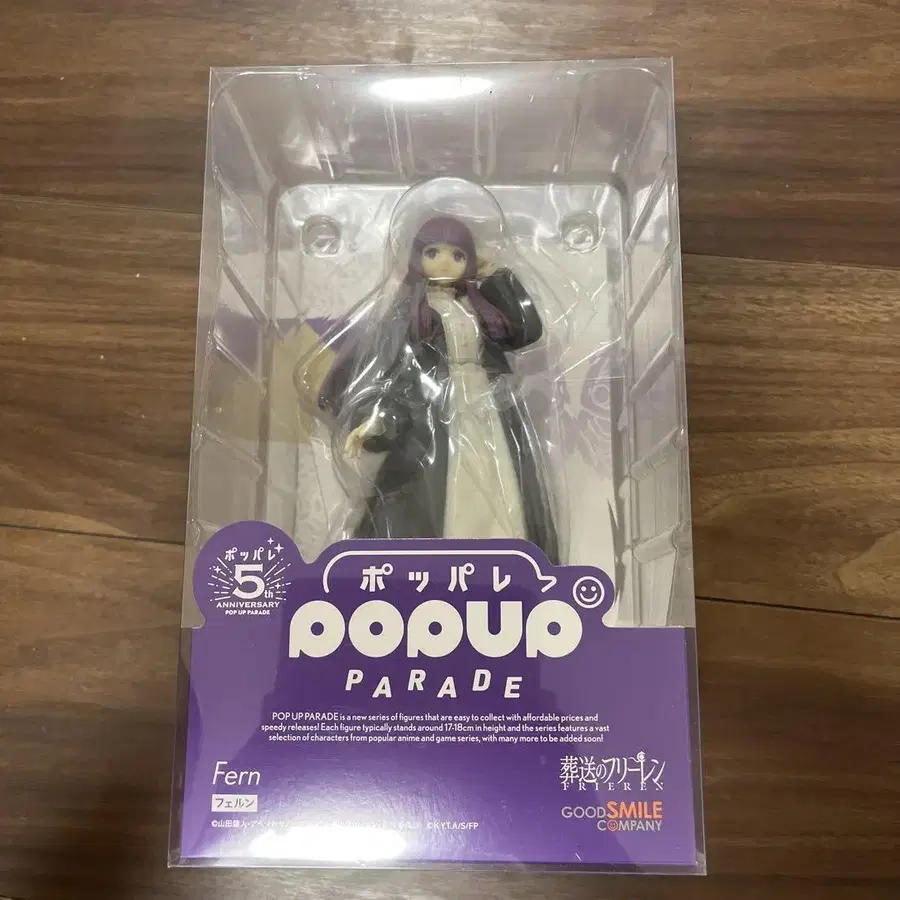 ポッパレ
5th
ANNIVERSARY
POP UP PARADE
ポッパレ
POPUP
PARADE
POP UP PARADE is a new series of figures that are easy to collect with affordable prices and
speedy releases! Each figure typically stands around 17-18cm in height and the series features a vast
selection of characters from popular anime and game series, with many more to be added soon!
Fern
フェルン
葬送のフリーレン
FRIEREN
GOOD SMILE
COMPANY
©山田鐘人・アベ ©K.Y,T.A/S/FP